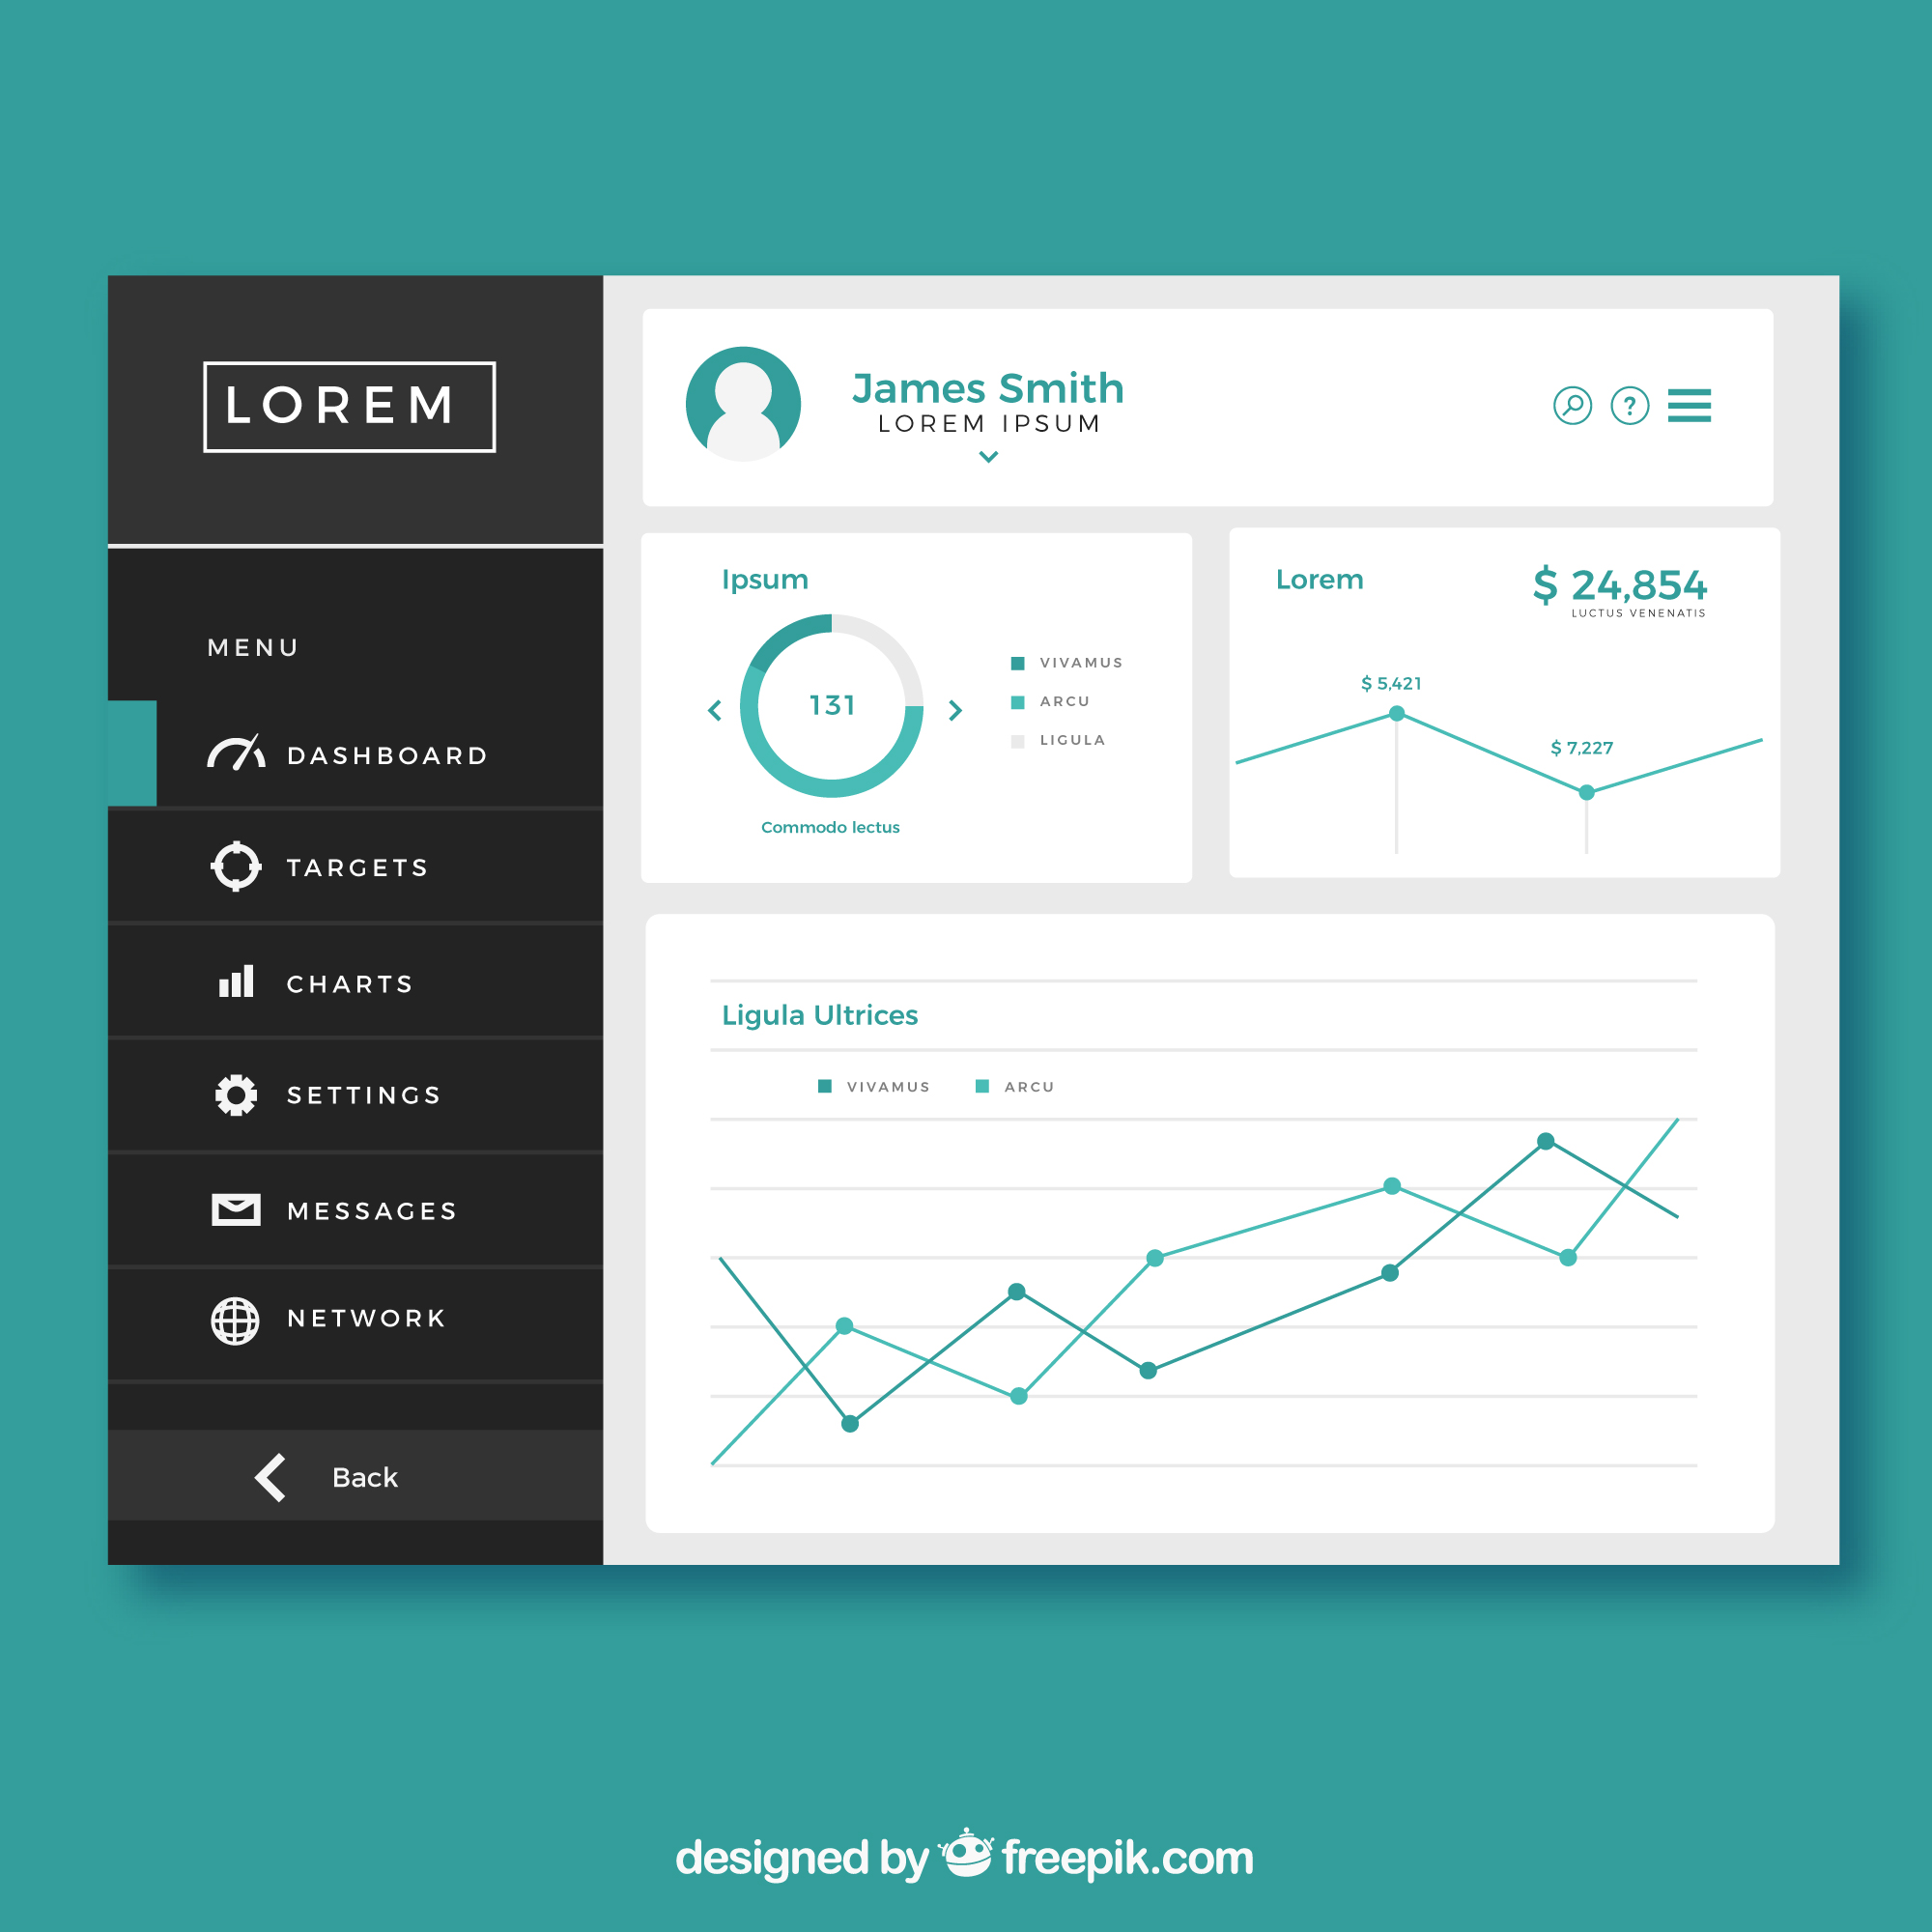 LOREM
MENU
DASHBOARD
TARGETS
CHARTS
SETTINGS
MESSAGES
NETWORK
Back
James Smith
LOREM IPSUM
?
Ipsum
131
Commodo lectus
VIVAMUS
ARCU
LIGULA
Lorem
$ 24,854
LUCTUS VENENATIS
$ 5,421
$ 7,227
Ligula Ultrices
VIVAMUS
ARCU
designed by freepik.com